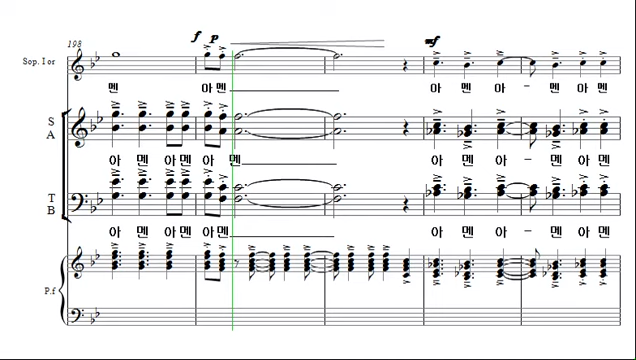 198 f p mf
Sop. I or
멘 아멘 아 멘 아 - 멘 아멘
S
A
아 멘 아멘 아 멘 아 멘 아 - 멘 아멘
T
B
아 멘 아멘 아멘 아 멘 아 - 멘 아멘
P.f